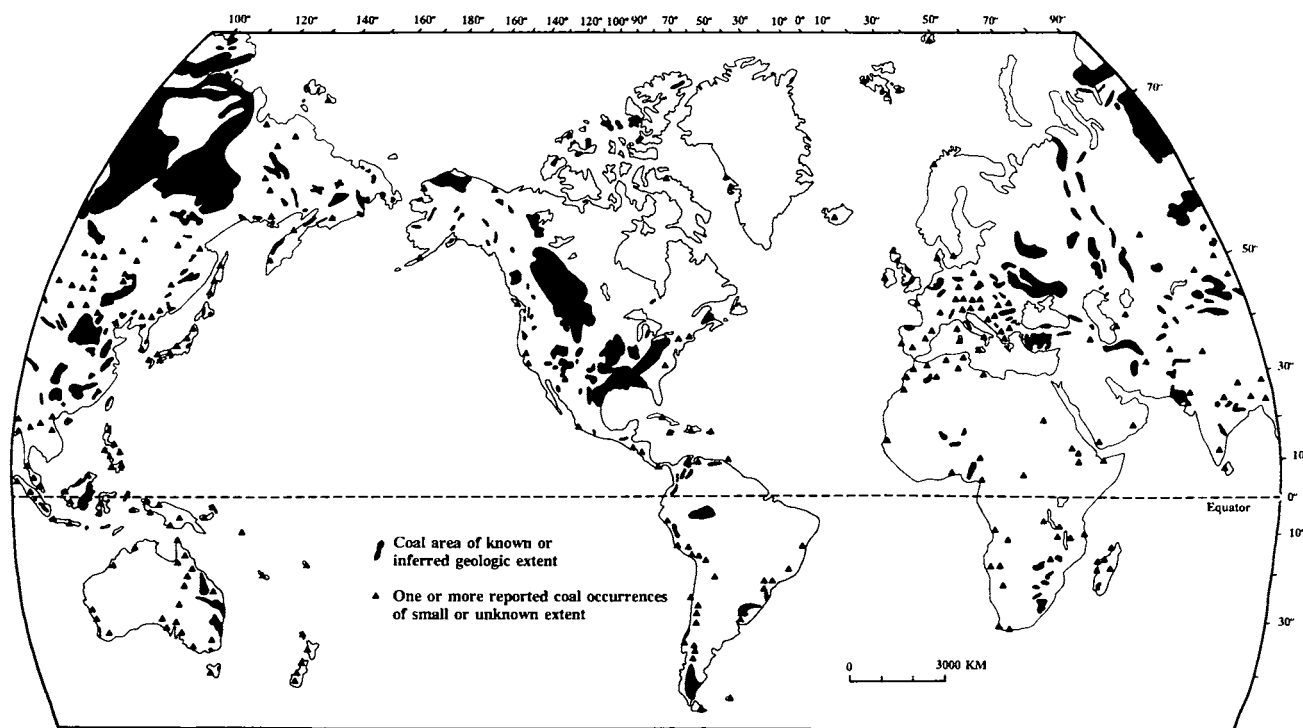 100° 120° 140° 160° 180° 160° 140° 120° 100° 90° 70° 50° 30° 10° 0° 10° 30° 50° 70° 90°
70°
50°
30°
10°
0°
Equator
10°
Coal area of known or
inferred geologic extent
One or more reported coal occurrences
of small or unknown extent
30°
0 3000 KM